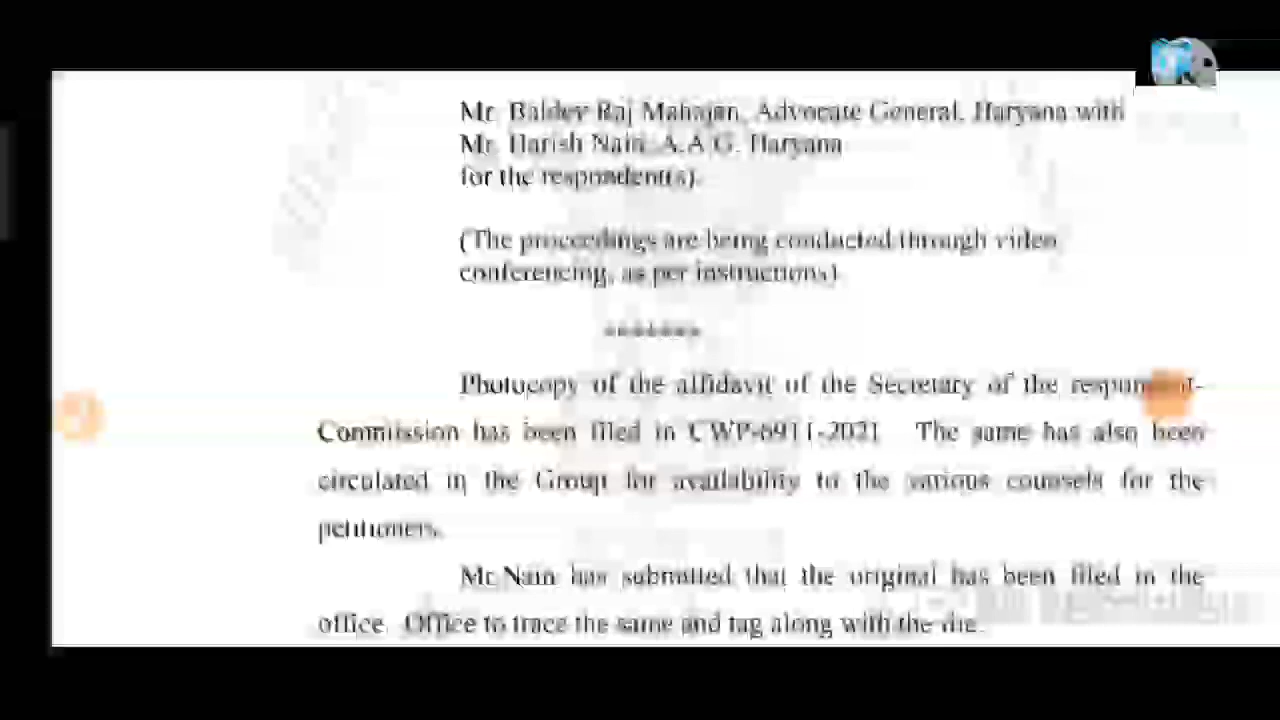 Mr. Baldev Raj Mahajan, Advocate General, Haryana with
Mr. Harish Nain, A.A.G. Haryana
for the respondent(s).
(The proceedings are being conducted through video
conferencing, as per instructions)
*******
Photocopy of the affidavit of the Secretary of the respondent-
Commission has been filed in CWP-6911-2021. The same has also been
circulated in the Group for availability to the various counsels for the
petitioners.
Mr.Nain has submitted that the original has been filed in the
office. Office to trace the same and tag along with the